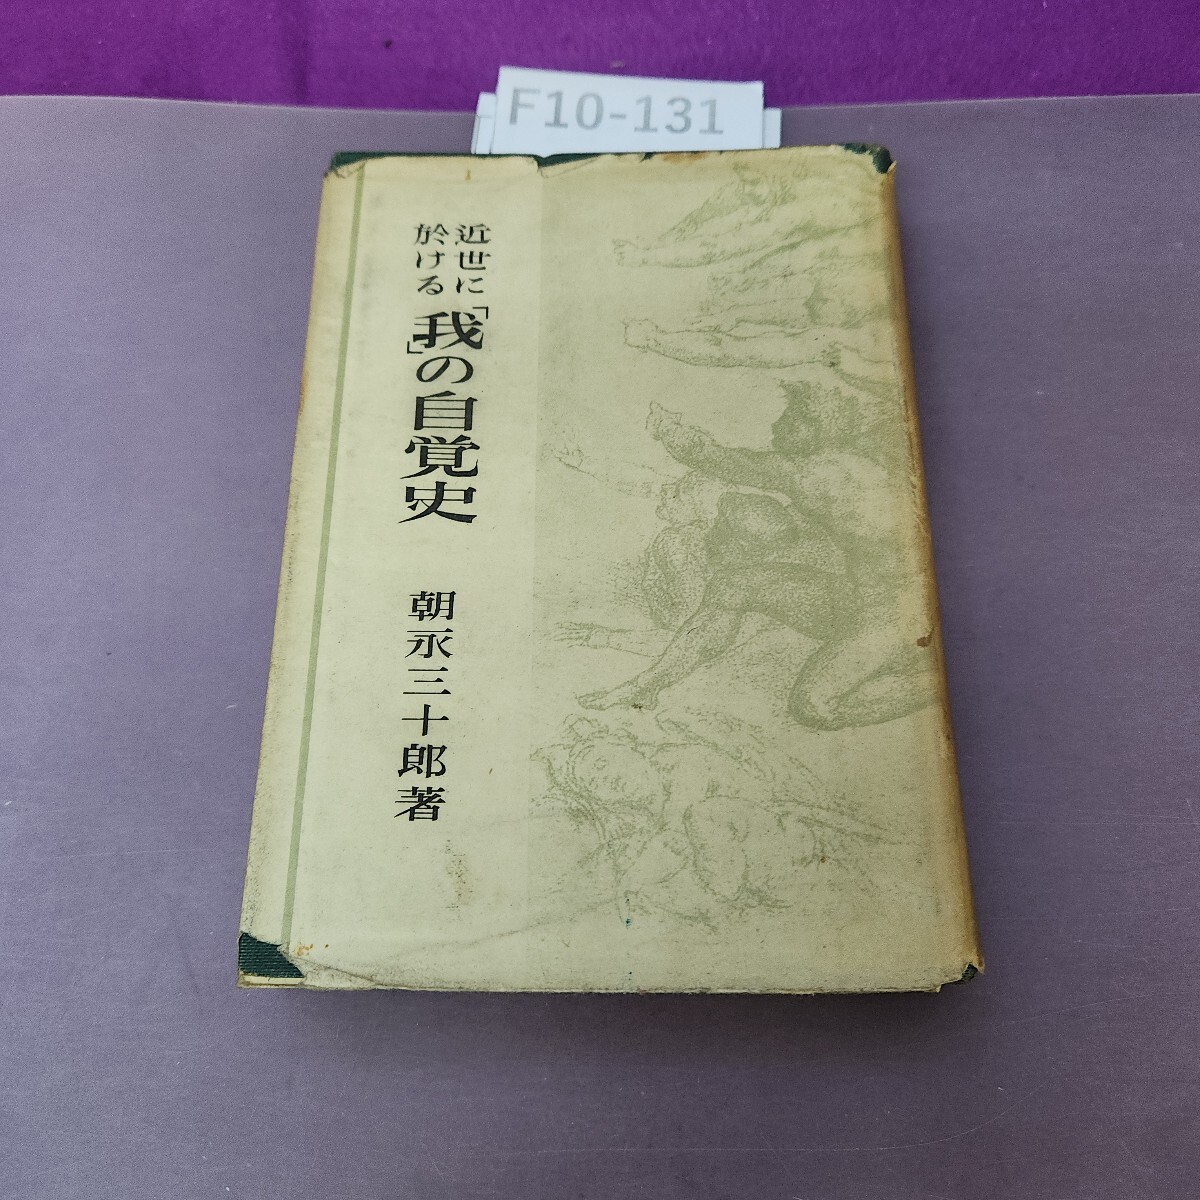 F10-131
近世に
於ける
「我」の自覚史
朝永三十郎著